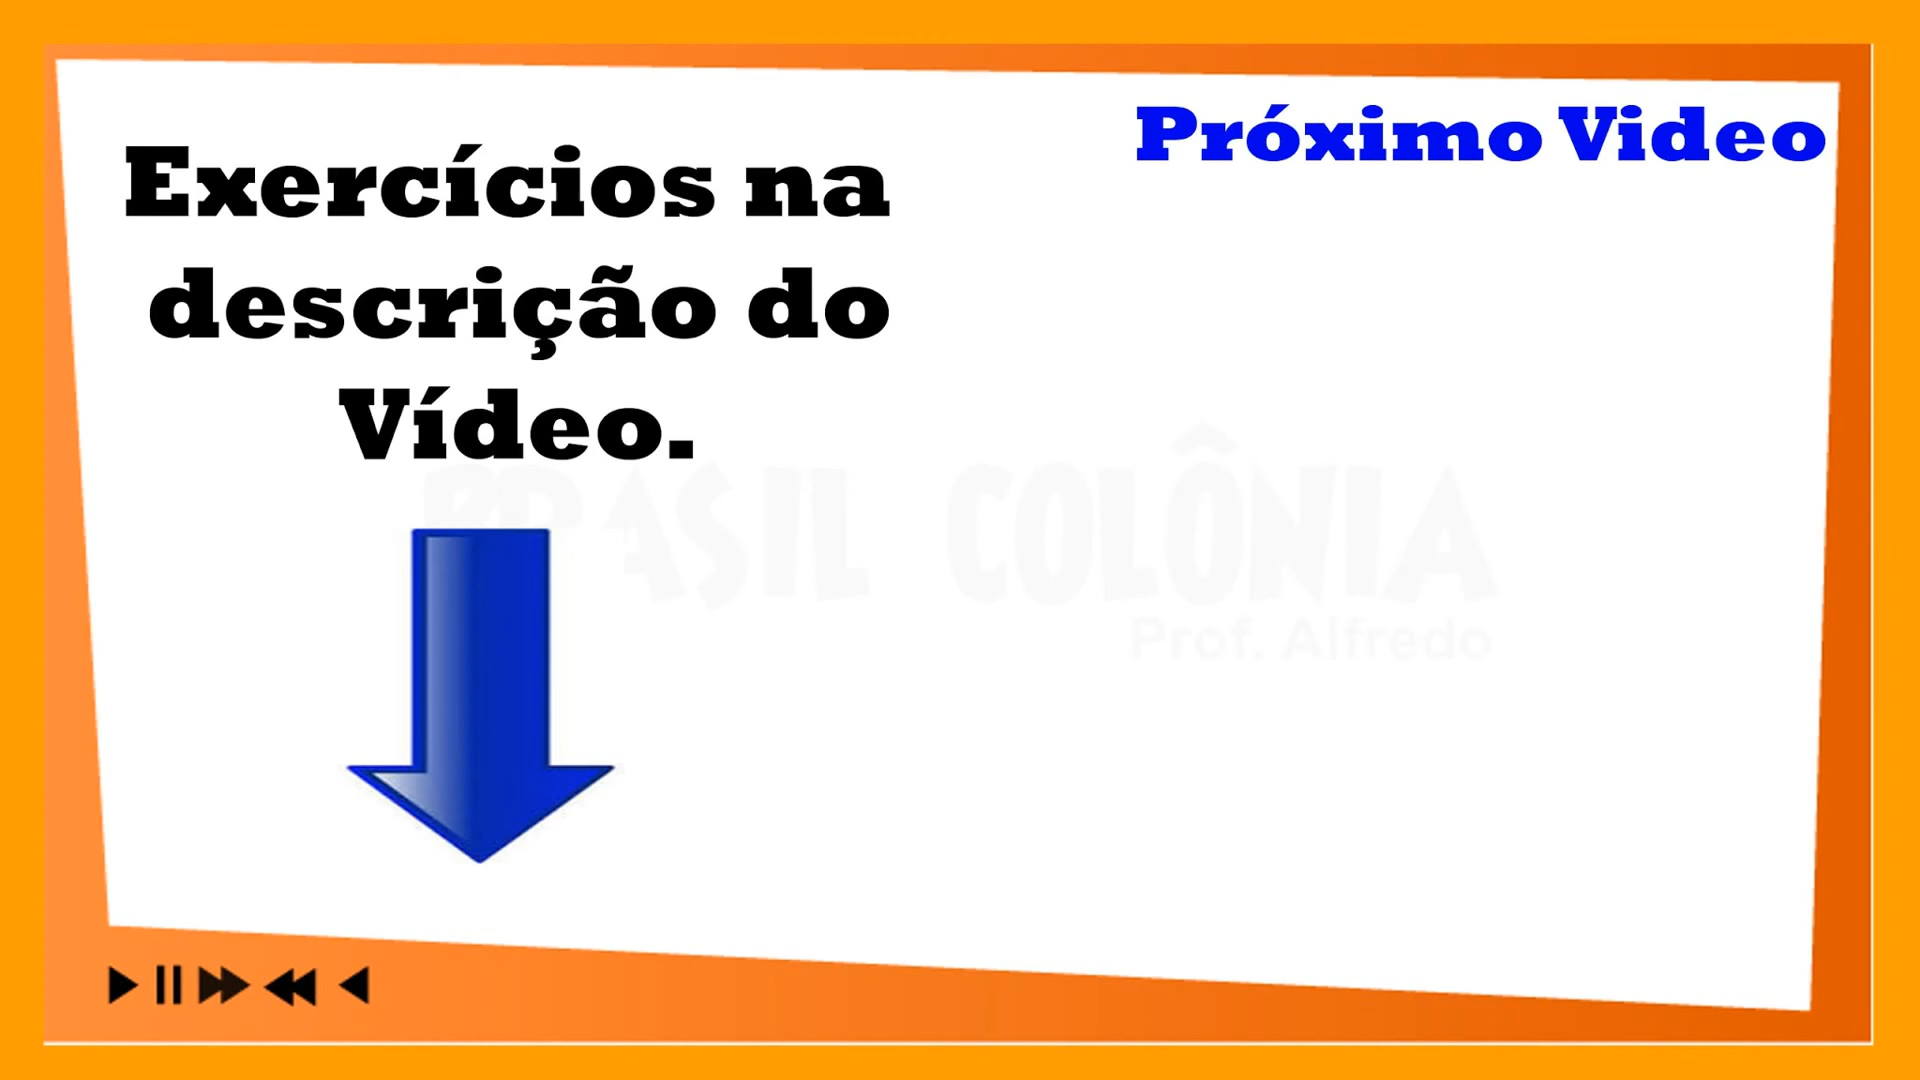 Próximo Video
Exercícios na
descrição do
Vídeo.
BRASIL COLÔNIA
Prof. Alfredo